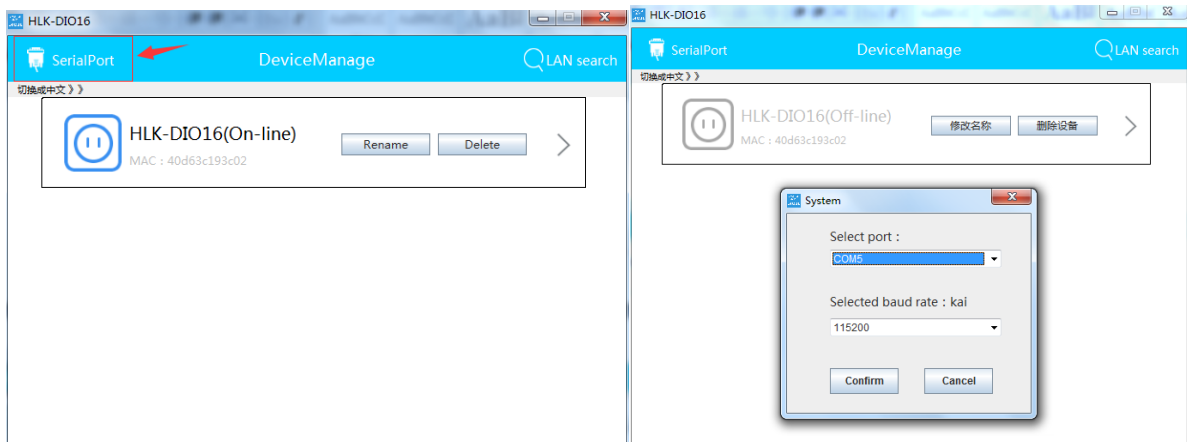 HLK-DIO16
SerialPort
DeviceManage
LAN search
切换成中文 》》
HLK-DIO16(On-line)
MAC : 40d63c193c02
Rename
Delete
HLK-DIO16
SerialPort
DeviceManage
LAN search
切换成中文 》》
HLK-DIO16(Off-line)
MAC : 40d63c193c02
修改名称
删除设备
System
Select port :
COM5
Selected baud rate : kai
115200
Confirm
Cancel